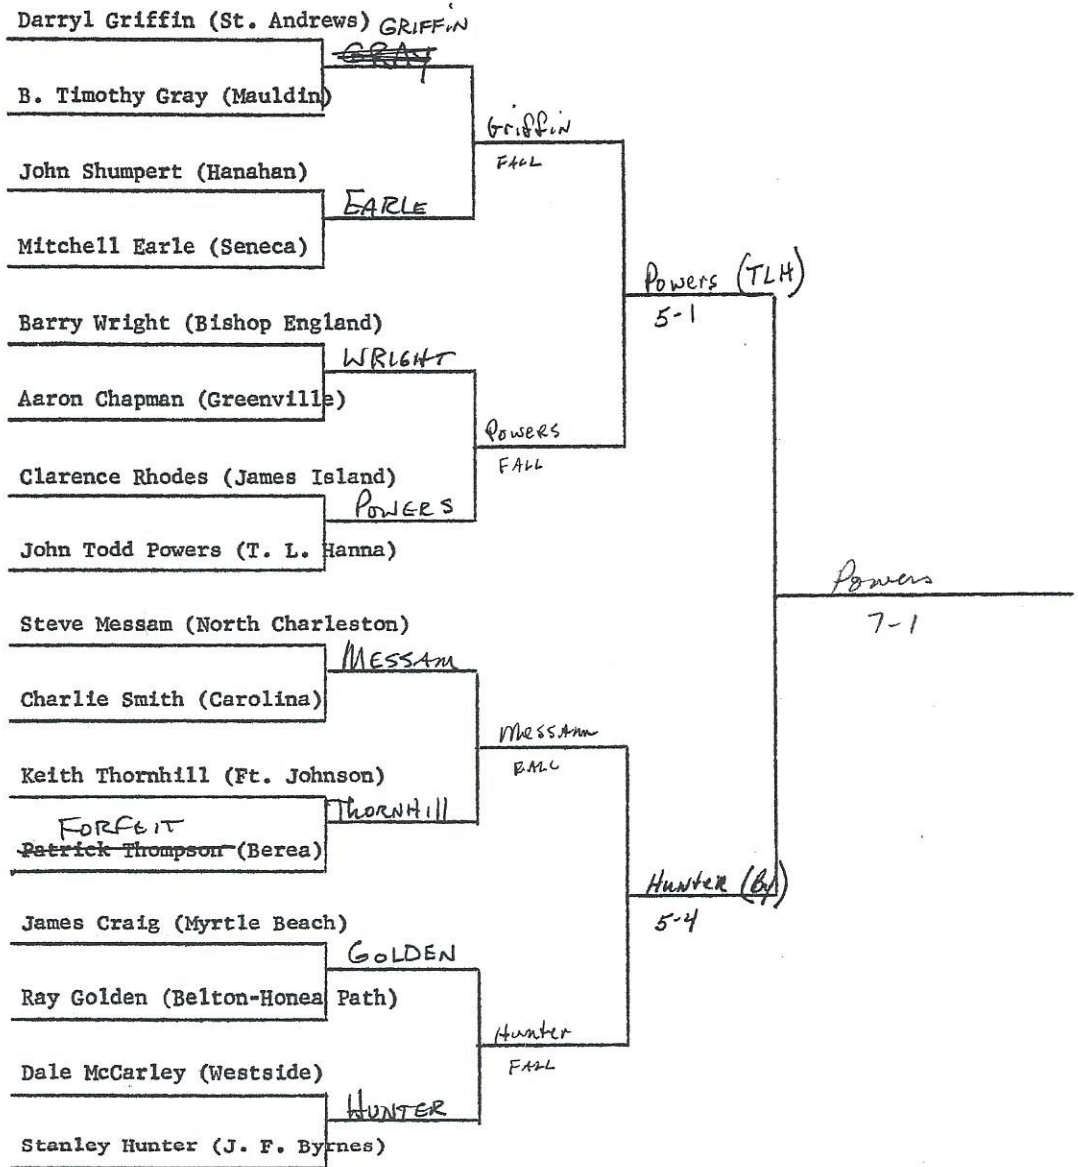 Darryl Griffin (St. Andrews) GRIFFIN
GRAY
B. Timothy Gray (Mauldin)
Griffin
FALL
John Shumpert (Hanahan)
EARLE
Mitchell Earle (Seneca)
Powers (TLH)
5-1
Barry Wright (Bishop England)
WRIGHT
Aaron Chapman (Greenville)
Powers
FALL
Clarence Rhodes (James Island)
POWERS
John Todd Powers (T. L. Hanna)
Powers
7-1
Steve Messam (North Charleston)
MESSAM
Charlie Smith (Carolina)
Messam
FALL
Keith Thornhill (Ft. Johnson)
THORNHill
FORFEIT
Patrick Thompson (Berea)
Hunter (By)
5-4
James Craig (Myrtle Beach)
GOLDEN
Ray Golden (Belton-Honea Path)
Hunter
FALL
Dale McCarley (Westside)
HUNTER
Stanley Hunter (J. F. Byrnes)